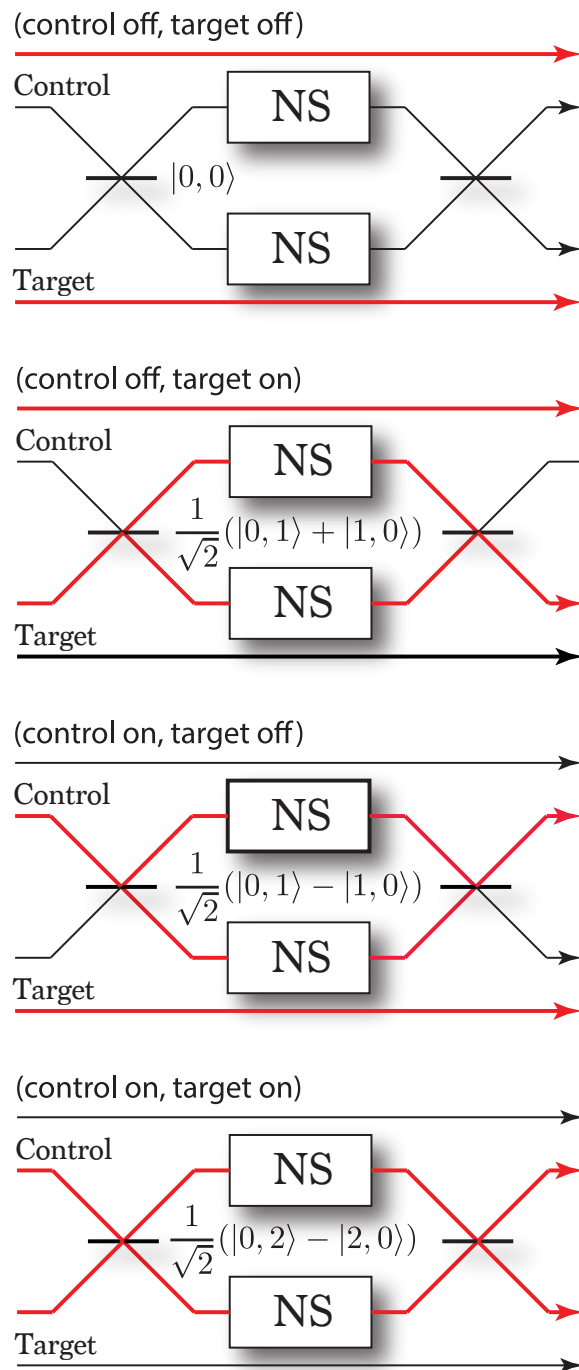 (control off, target off)
Control
NS
|0, 0⟩
NS
Target
(control off, target on)
Control
NS
1/√2(|0, 1⟩ + |1, 0⟩)
NS
Target
(control on, target off)
Control
NS
1/√2(|0, 1⟩ − |1, 0⟩)
NS
Target
(control on, target on)
Control
NS
1/√2(|0, 2⟩ − |2, 0⟩)
NS
Target